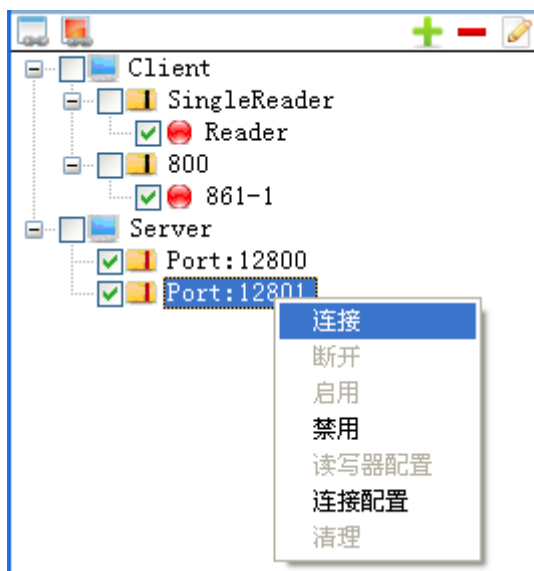 Client
SingleReader
Reader
800
861-1
Server
Port:12800
Port:12801
连接
断开
启用
禁用
读写器配置
连接配置
清理